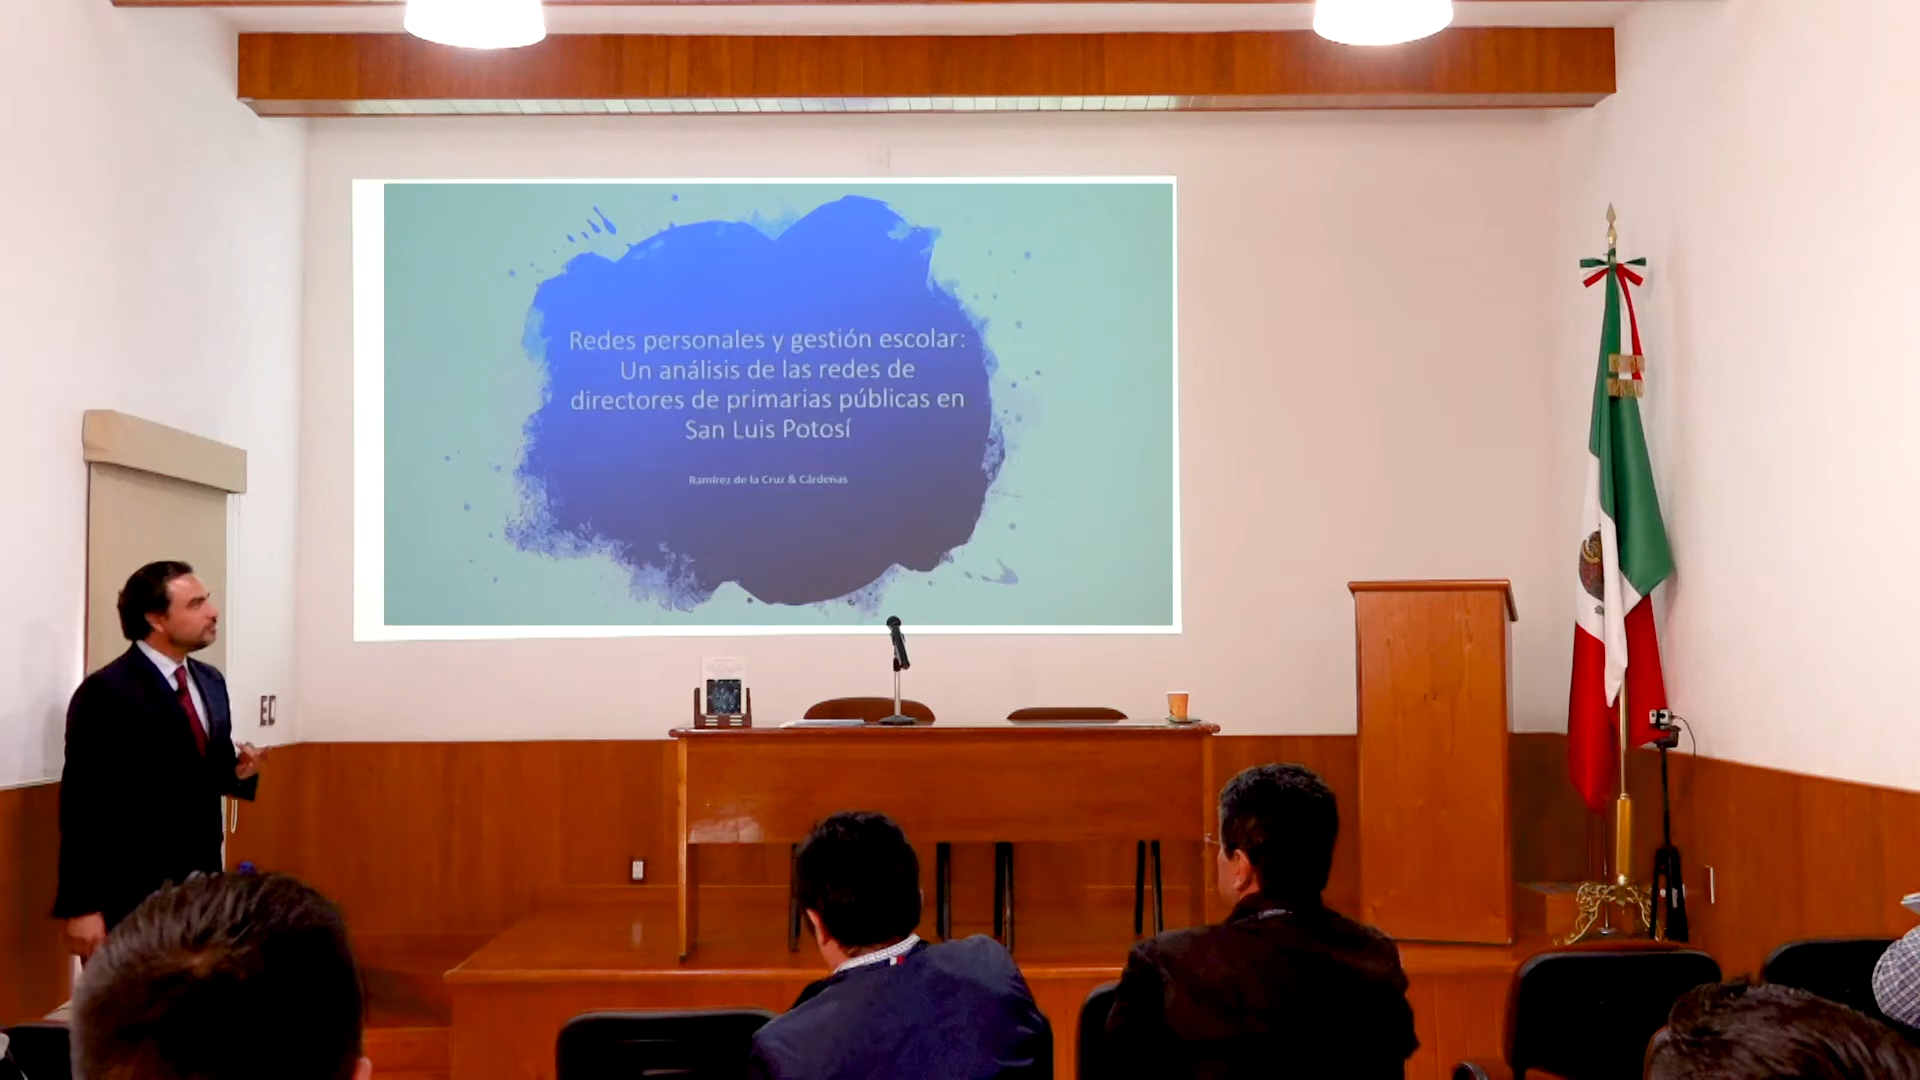 Redes personales y gestión escolar:
Un análisis de las redes de
directores de primarias públicas en
San Luis Potosí
Ramírez de la Cruz & Cárdenas